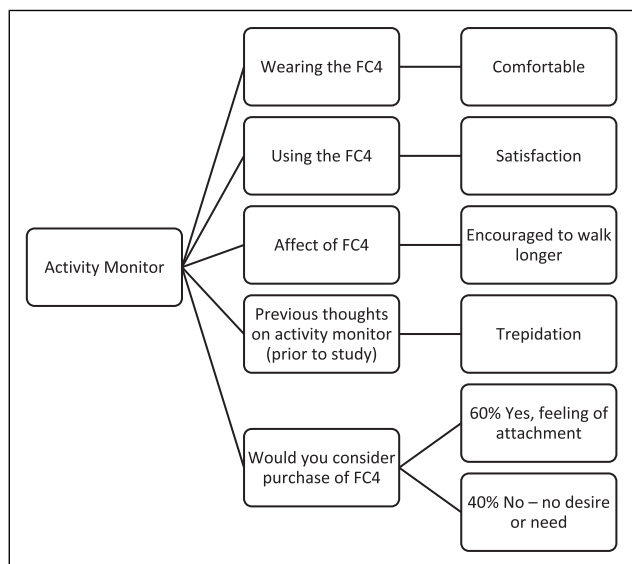 Activity Monitor
Wearing the FC4
Comfortable
Using the FC4
Satisfaction
Affect of FC4
Encouraged to walk
longer
Previous thoughts
on activity monitor
(prior to study)
Trepidation
Would you consider
purchase of FC4
60% Yes, feeling of
attachment
40% No – no desire
or need